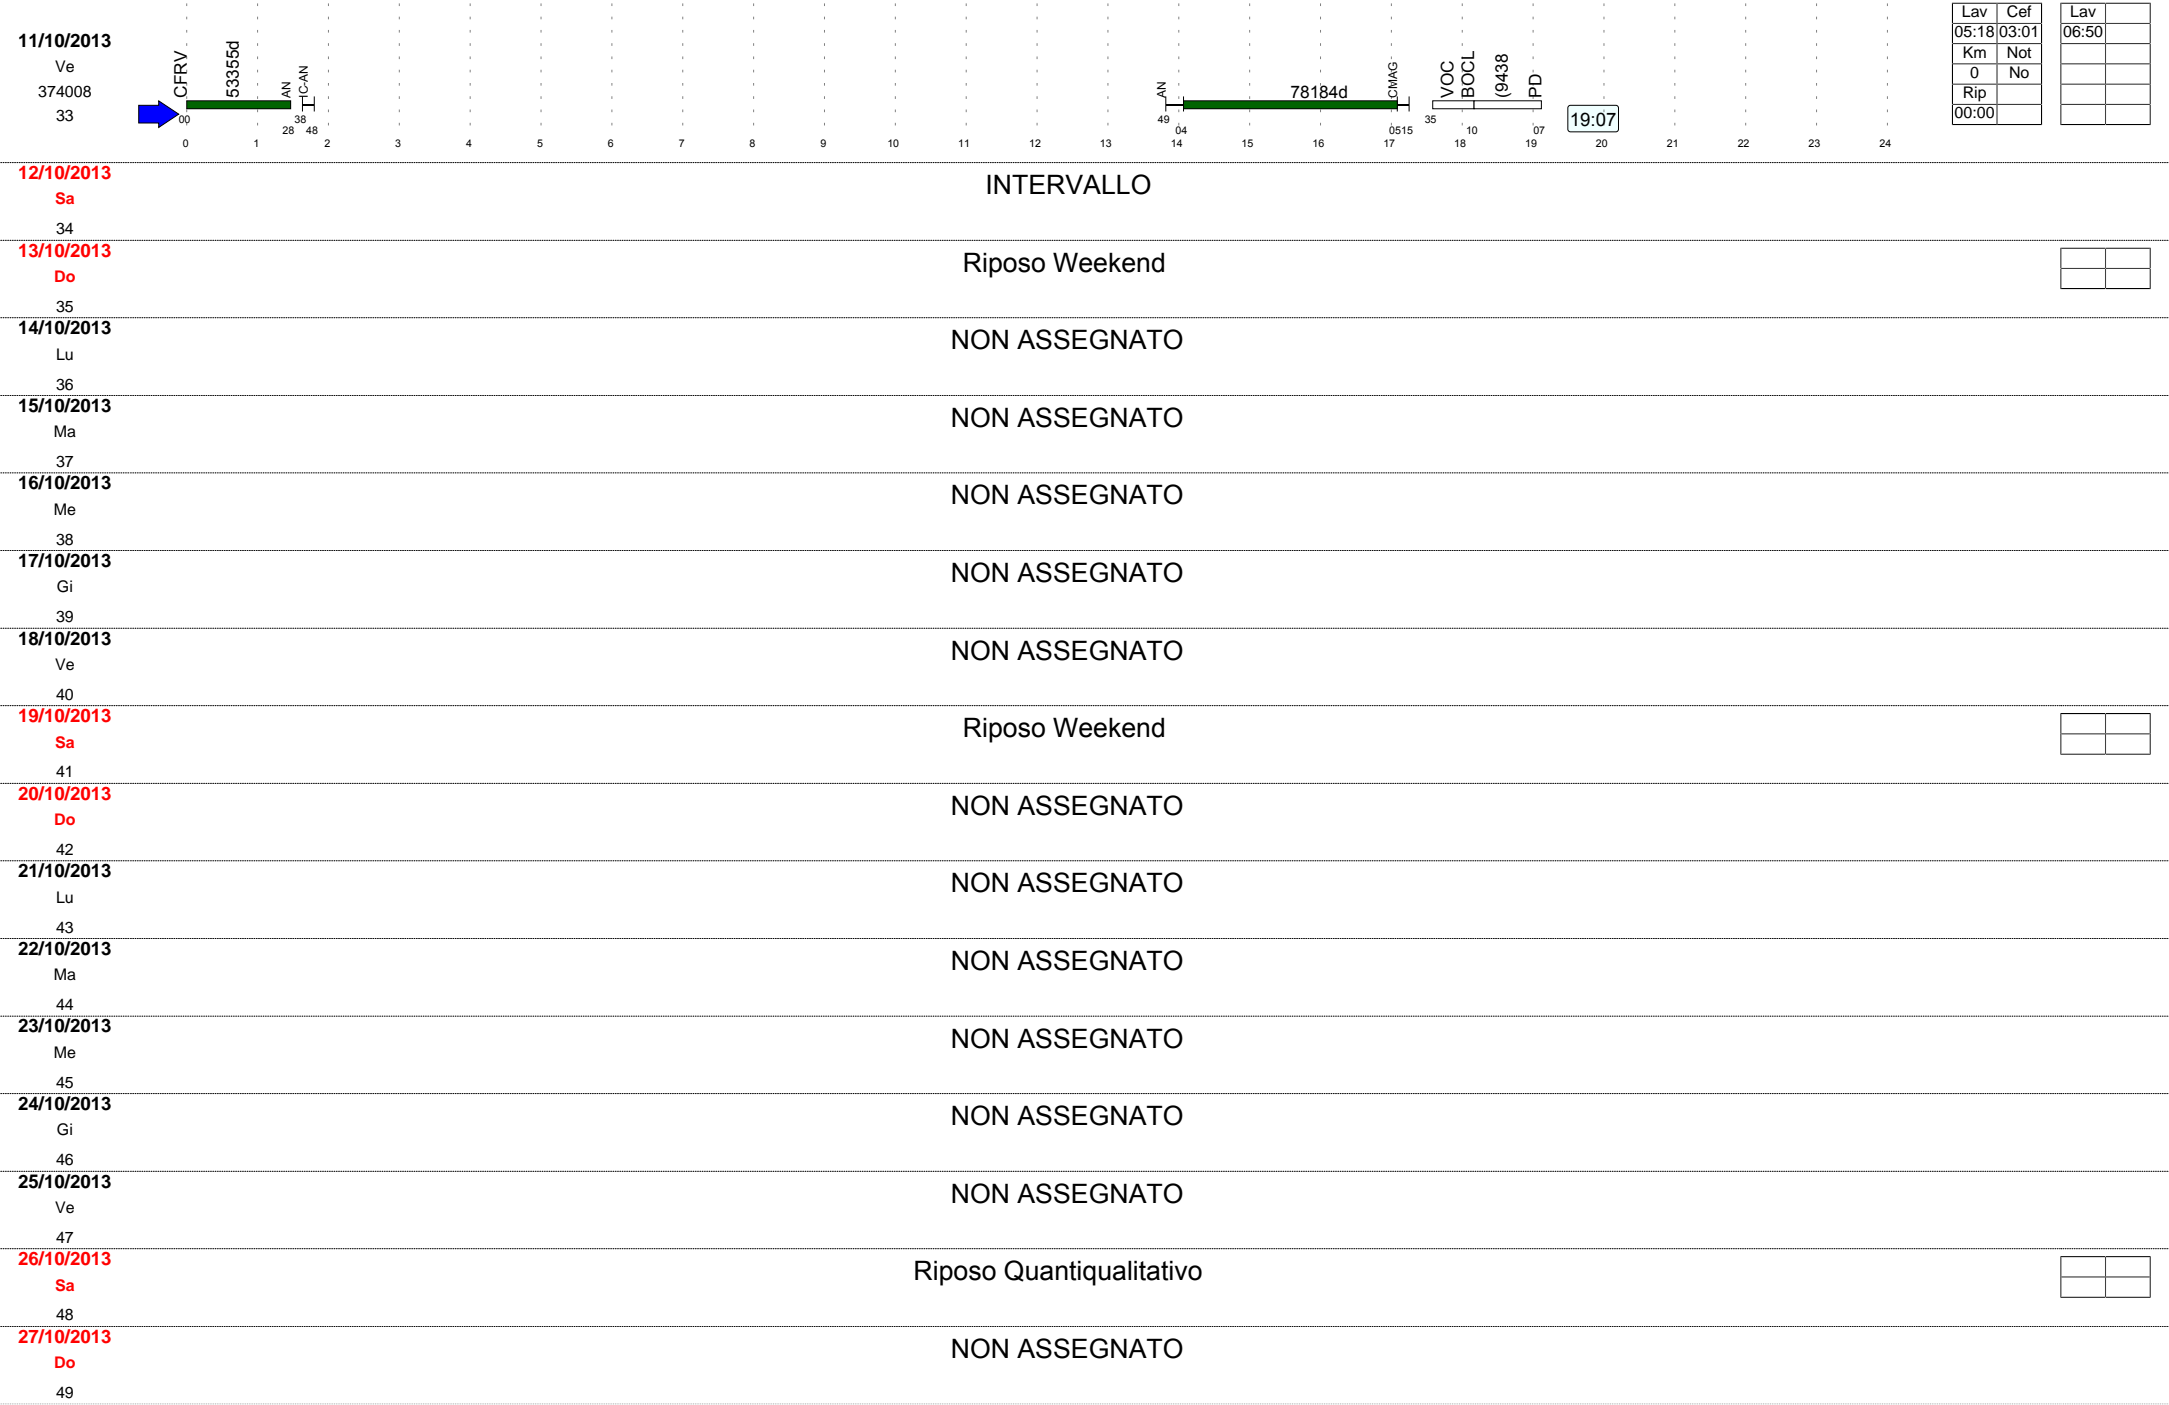 11/10/2013
Ve
374008
33
CFRV 53355d AN IC-AN AN 78184d CMAG VOC BOCL (9438 PD
00 28 38 48 49 04 0515 35 10 07
19:07
0 1 2 3 4 5 6 7 8 9 10 11 12 13 14 15 16 17 18 19 20 21 22 23 24
Lav Cef
05:18 03:01
Km Not
0 No
Rip
00:00
Lav
06:50
12/10/2013
Sa
34
INTERVALLO
13/10/2013
Do
35
Riposo Weekend
14/10/2013
Lu
36
NON ASSEGNATO
15/10/2013
Ma
37
NON ASSEGNATO
16/10/2013
Me
38
NON ASSEGNATO
17/10/2013
Gi
39
NON ASSEGNATO
18/10/2013
Ve
40
NON ASSEGNATO
19/10/2013
Sa
41
Riposo Weekend
20/10/2013
Do
42
NON ASSEGNATO
21/10/2013
Lu
43
NON ASSEGNATO
22/10/2013
Ma
44
NON ASSEGNATO
23/10/2013
Me
45
NON ASSEGNATO
24/10/2013
Gi
46
NON ASSEGNATO
25/10/2013
Ve
47
NON ASSEGNATO
26/10/2013
Sa
48
Riposo Quantiqualitativo
27/10/2013
Do
49
NON ASSEGNATO